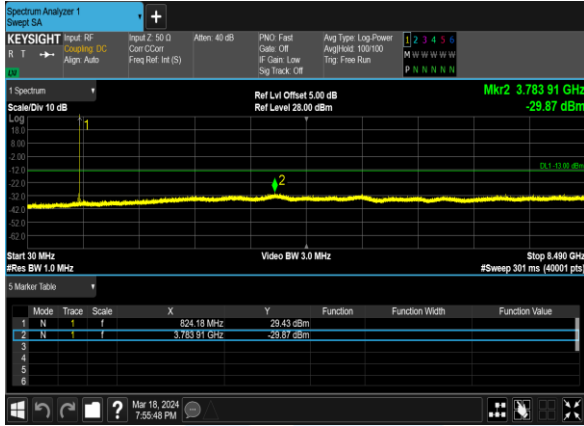 Spectrum Analyzer 1
Swept SA
KEYSIGHT Input: RF Input Z: 50 Ω Atten: 40 dB PNO: Fast Avg Type: Log-Power 1 2 3 4 5 6
R T Coupling: DC Corr CCorr Gate: Off Avg|Hold: 100/100 M W W W W W
Align: Auto Freq Ref: Int (S) IF Gain: Low Trig: Free Run
Sig Track: Off P N N N N N
1 Spectrum Ref Lvl Offset 5.00 dB Mkr2 3.783 91 GHz
Scale/Div 10 dB Ref Level 28.00 dBm -29.87 dBm
Log
1
18.0
8.00
-2.00
-12.0 DL1 -13.00 dBm
-22.0 2
-32.0
-42.0
-52.0
-62.0
Start 30 MHz Video BW 3.0 MHz Stop 8.490 GHz
#Res BW 1.0 MHz #Sweep 301 ms (40001 pts)
5 Marker Table
Mode Trace Scale X Y Function Function Width Function Value
1 N 1 f 824.18 MHz 29.43 dBm
2 N 1 f 3.783 91 GHz -29.87 dBm
3
4
5
6
? Mar 18, 2024
7:55:48 PM